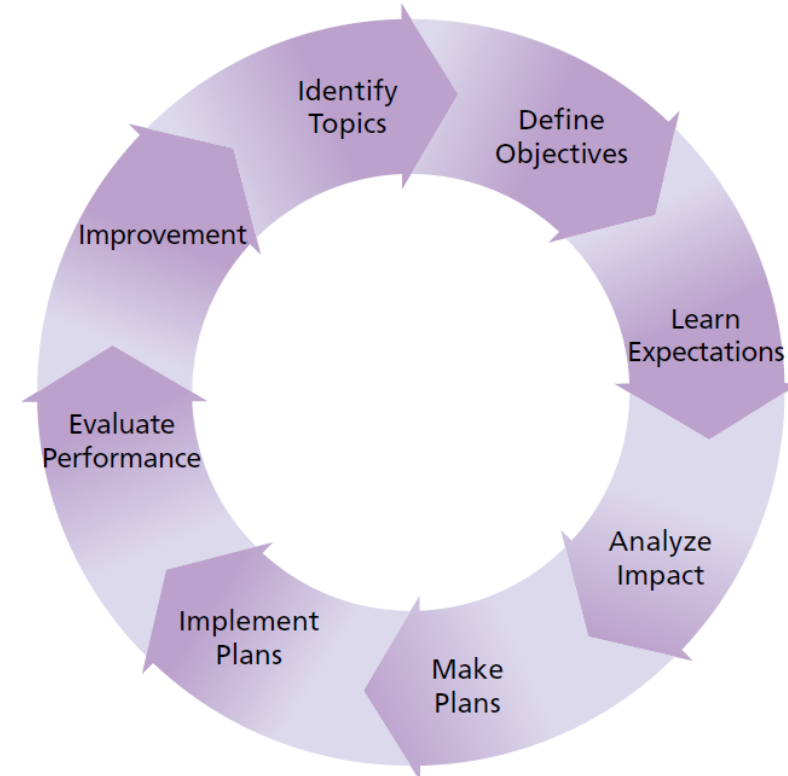 Identify
Topics
Define
Objectives
Learn
Expectations
Analyze
Impact
Make
Plans
Implement
Plans
Evaluate
Performance
Improvement